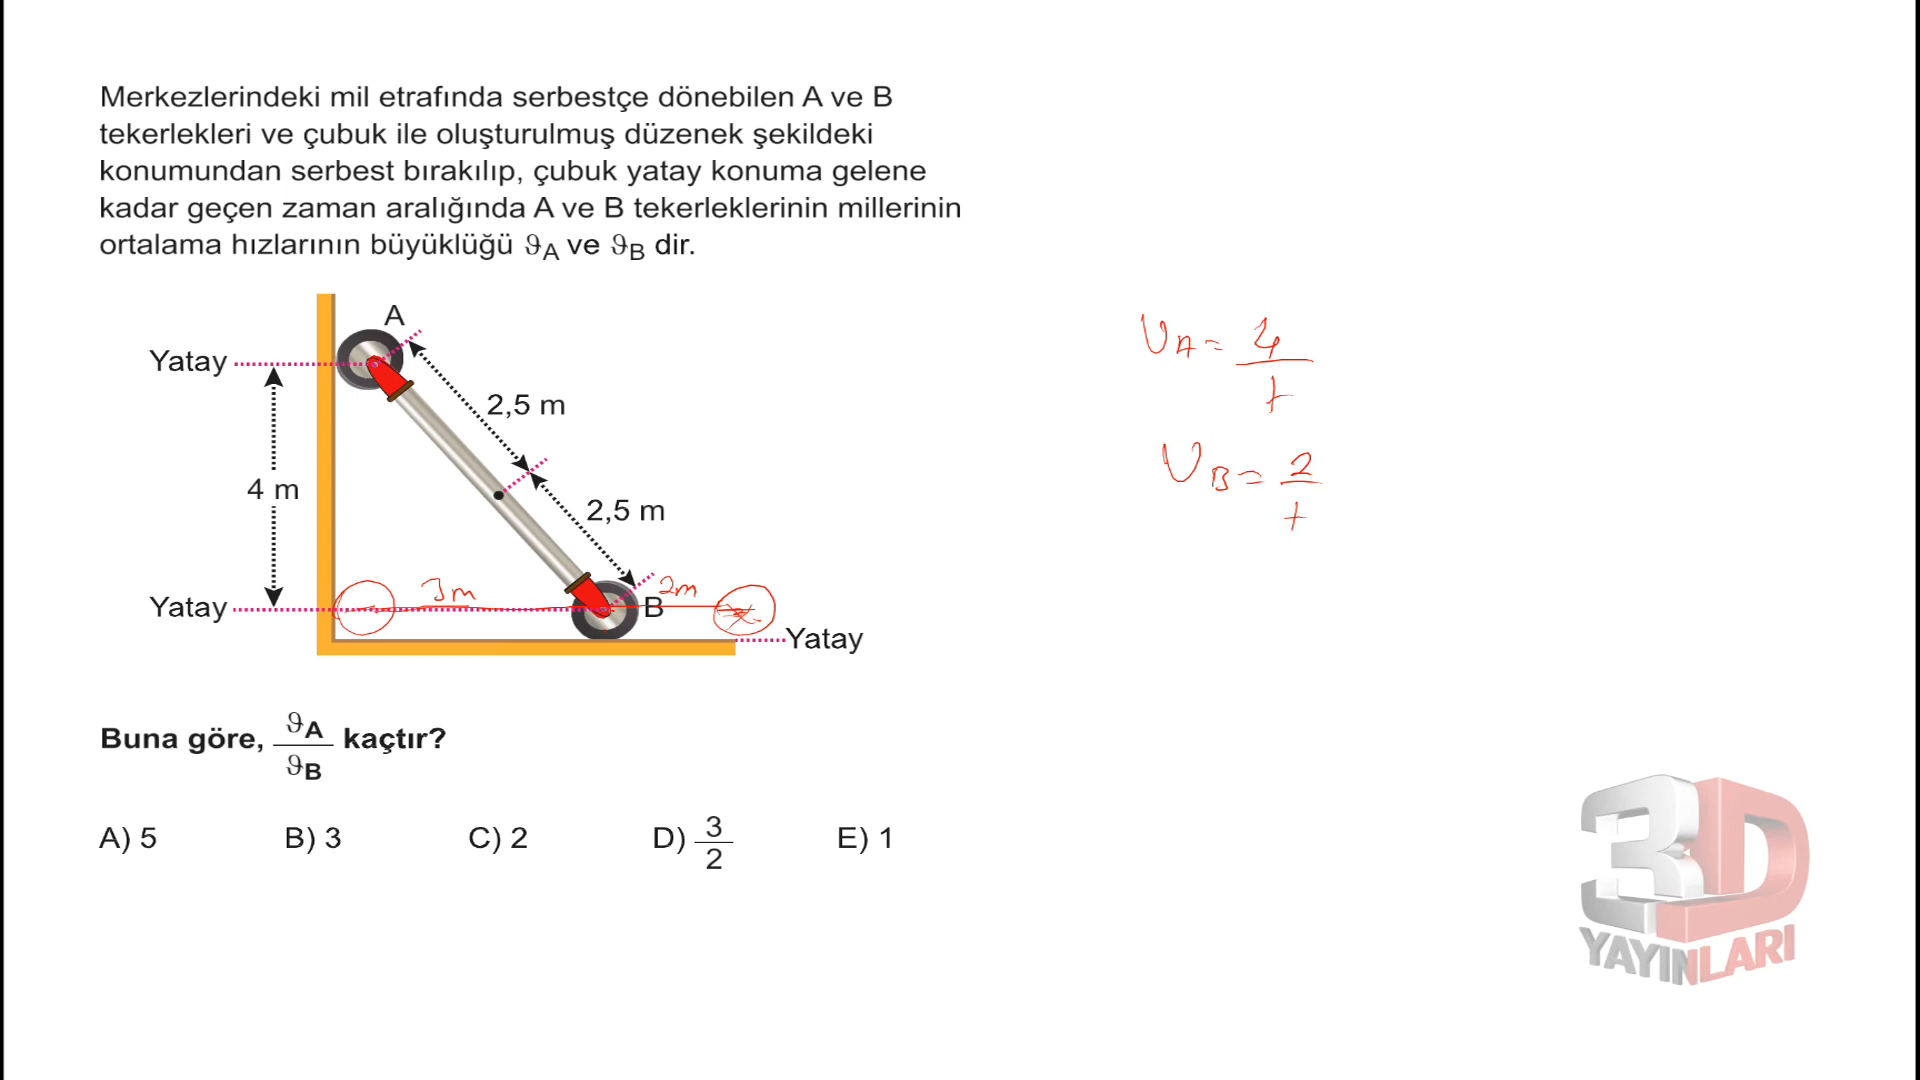 Merkezlerindeki mil etrafında serbestçe dönebilen A ve B
tekerlekleri ve çubuk ile oluşturulmuş düzenek şekildeki
konumundan serbest bırakılıp, çubuk yatay konuma gelene
kadar geçen zaman aralığında A ve B tekerleklerinin millerinin
ortalama hızlarının büyüklüğü ϑA ve ϑB dir.
A
Yatay
2,5 m
4 m
2,5 m
3m
2m
Yatay
B
Yatay
υA = 4/t
υB = 2/t
Buna göre, ϑA/ϑB kaçtır?
A) 5 B) 3 C) 2 D) 3/2 E) 1
3D
YAYINLARI